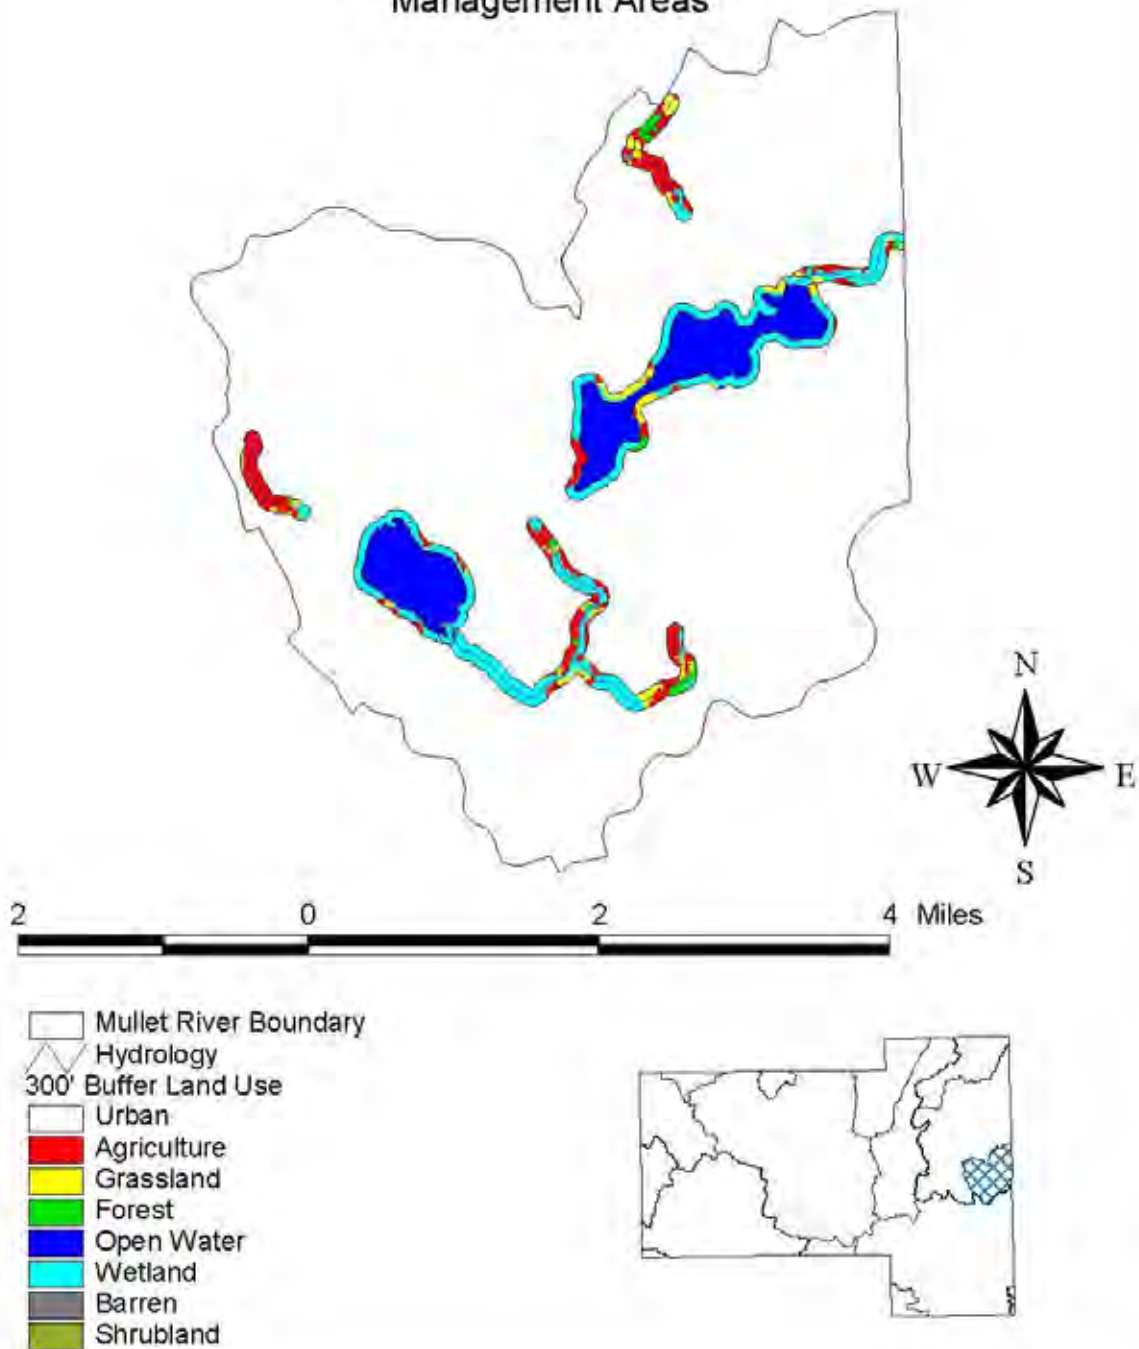 Management Areas
N
W E
S
2 0 2 4 Miles
Mullet River Boundary
Hydrology
300' Buffer Land Use
Urban
Agriculture
Grassland
Forest
Open Water
Wetland
Barren
Shrubland